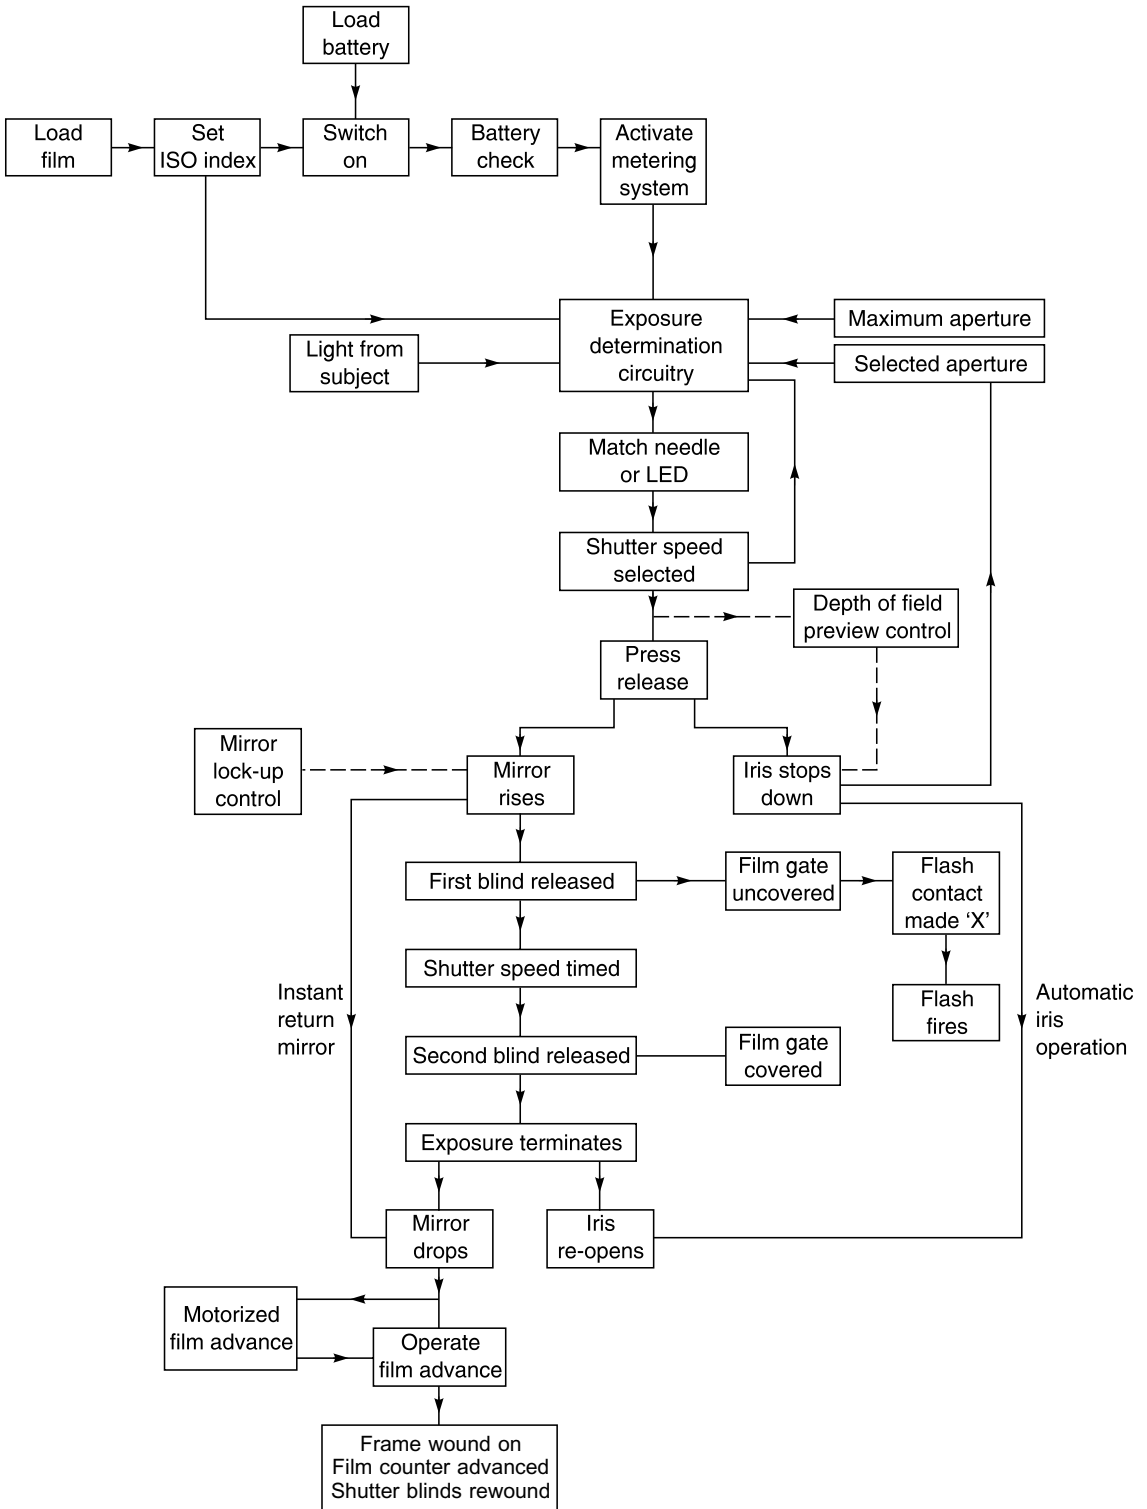 Load
battery
Load
film
Set
ISO index
Switch
on
Battery
check
Activate
metering
system
Exposure
determination
circuitry
Maximum aperture
Light from
subject
Selected aperture
Match needle
or LED
Shutter speed
selected
Depth of field
preview control
Press
release
Mirror
lock-up
control
Mirror
rises
Iris stops
down
First blind released
Film gate
uncovered
Flash
contact
made ‘X’
Shutter speed timed
Instant
return
mirror
Flash
fires
Automatic
iris
operation
Second blind released
Film gate
covered
Exposure terminates
Mirror
drops
Iris
re-opens
Motorized
film advance
Operate
film advance
Frame wound on
Film counter advanced
Shutter blinds rewound